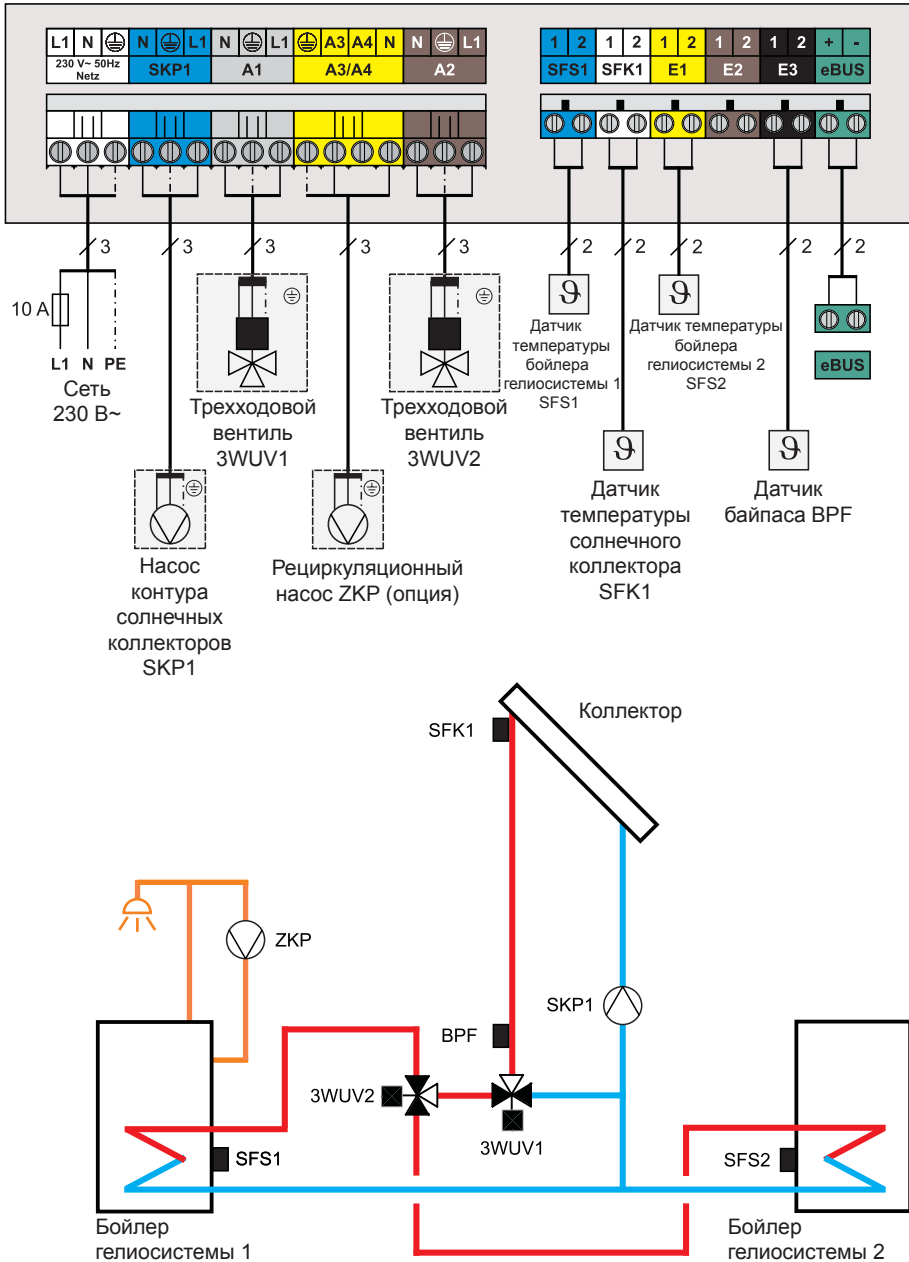 L1 N N L1 N L1 A3 A4 N N L1
230 V~ 50Hz
Netz
SKP1 A1 A3/A4 A2
1 2 1 2 1 2 1 2 1 2 + -
SFS1 SFK1 E1 E2 E3 eBUS
3 3 3 3 3 2 2 2 2 2
10 A
L1 N PE
Сеть
230 В~
Трехходовой
вентиль
3WUV1
Трехходовой
вентиль
3WUV2
ϑ
Датчик
температуры
бойлера
гелиосистемы 1
SFS1
ϑ
Датчик температуры
бойлера
гелиосистемы 2
SFS2
eBUS
Насос
контура
солнечных
коллекторов
SKP1
Рециркуляционный
насос ZKP (опция)
ϑ
Датчик
температуры
солнечного
коллектора
SFK1
ϑ
Датчик
байпаса BPF
Коллектор
SFK1
ZKP
SKP1
BPF
3WUV2
3WUV1
SFS1
SFS2
Бойлер
гелиосистемы 1
Бойлер
гелиосистемы 2